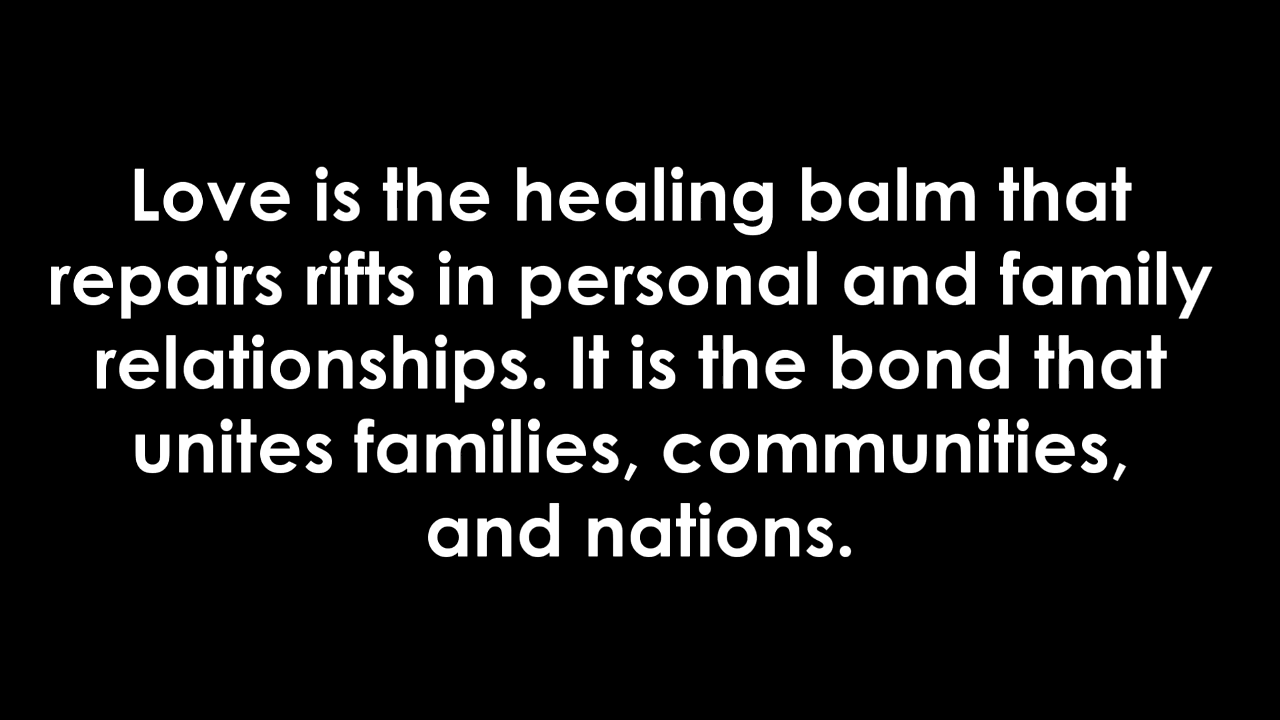 Love is the healing balm that
repairs rifts in personal and family
relationships. It is the bond that
unites families, communities,
and nations.